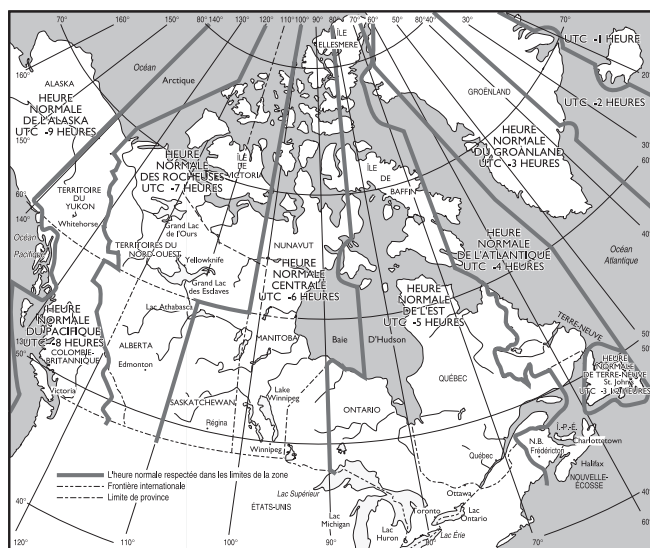 70°
60°
120°
110°
100°
90°
80°
60°
50°
40°
70°
20°
30°
60°
160°
150°
60°
140°
130°
50°
50°
50°
40°
40°
60°
Océan
Arctique
ÎLE
ELLESMERE
UTC -1 HEURE
UTC -2 HEURES
ALASKA
HEURE
NORMALE
DE L'ALASKA
UTC -9 HEURES
GROËNLAND
HEURE
NORMALE
DU GROÄNLAND
UTC -3 HEURES
HEURE
NORMALE
DES ROCHEUSES
UTC -7 HEURES
ÎLE
DE
VICTORIA
ÎLE
DE
BAFFIN
TERRITOIRE
DU
YUKON
Whitehorse
Grand Lac
de l'Ours
TERRITOIRES DU
NORD-OUEST
Yellowknife
Grand Lac
des Esclaves
NUNAVUT
HEURE
NORMALE
CENTRALE
UTC -6 HEURES
HEURE
NORMALE
DE L'ATLANTIQUE
UTC -4 HEURES
Océan
Atlantique
Océan
Pacifique
HEURE
NORMALE
DE L'EST
UTC -5 HEURES
HEURE
NORMALE
DU PACIFIQUE
UTC -8 HEURES
COLOMBIE-
BRITANNIQUE
Lac Athabasca
ALBERTA
Edmonton
MANITOBA
Baie
D'Hudson
TERRE-NEUVE
HEURE
NORMALE
DE TERRE-NEUVE
St. Johns
UTC -3 1/2 HEURES
Victoria
SASKATCHEWAN
Régina
Lake
Winnipeg
Winnipeg
ONTARIO
QUÉBEC
Québec
N.B.
Frédéricton
Î.-P.-E.
Charlottetown
Halifax
NOUVELLE-
ÉCOSSE
L'heure normale respectée dans les limites de la zone
Frontière internationale
Limite de province
Lac Supérieur
ÉTATS-UNIS
Lac
Michigan
Lac
Huron
Toronto
Ottawa
Lac
Ontario
Lac Érie
120°
110°
100°
90°
80°
70°